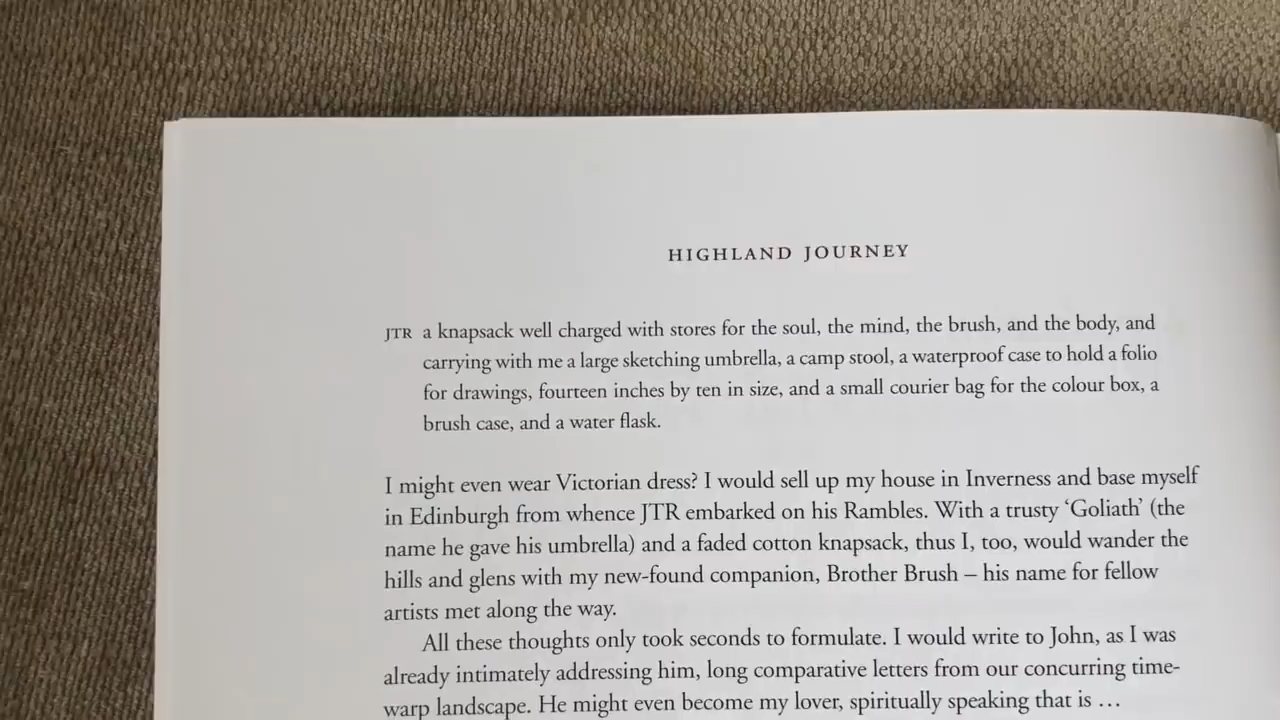 HIGHLAND JOURNEY
JTR a knapsack well charged with stores for the soul, the mind, the brush, and the body, and
carrying with me a large sketching umbrella, a camp stool, a waterproof case to hold a folio
for drawings, fourteen inches by ten in size, and a small courier bag for the colour box, a
brush case, and a water flask.
I might even wear Victorian dress? I would sell up my house in Inverness and base myself
in Edinburgh from whence JTR embarked on his Rambles. With a trusty ‘Goliath’ (the
name he gave his umbrella) and a faded cotton knapsack, thus I, too, would wander the
hills and glens with my new-found companion, Brother Brush – his name for fellow
artists met along the way.
All these thoughts only took seconds to formulate. I would write to John, as I was
already intimately addressing him, long comparative letters from our concurring time-
warp landscape. He might even become my lover, spiritually speaking that is …